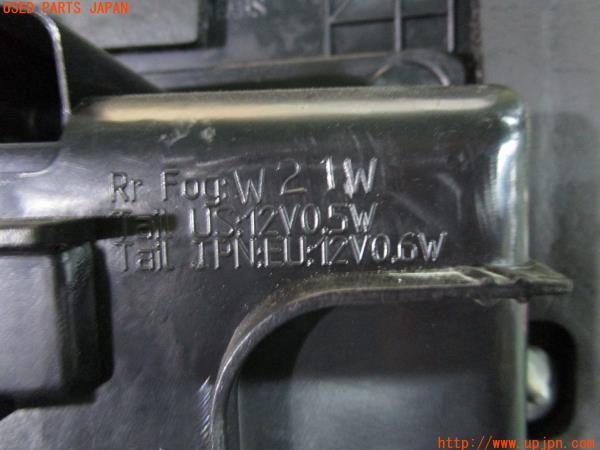 USED PARTS JAPAN
Rr Fog:W21W
Tail US:12V0.5W
Tail JPN:EU:12V0.6W
http://www.upjpn.com/